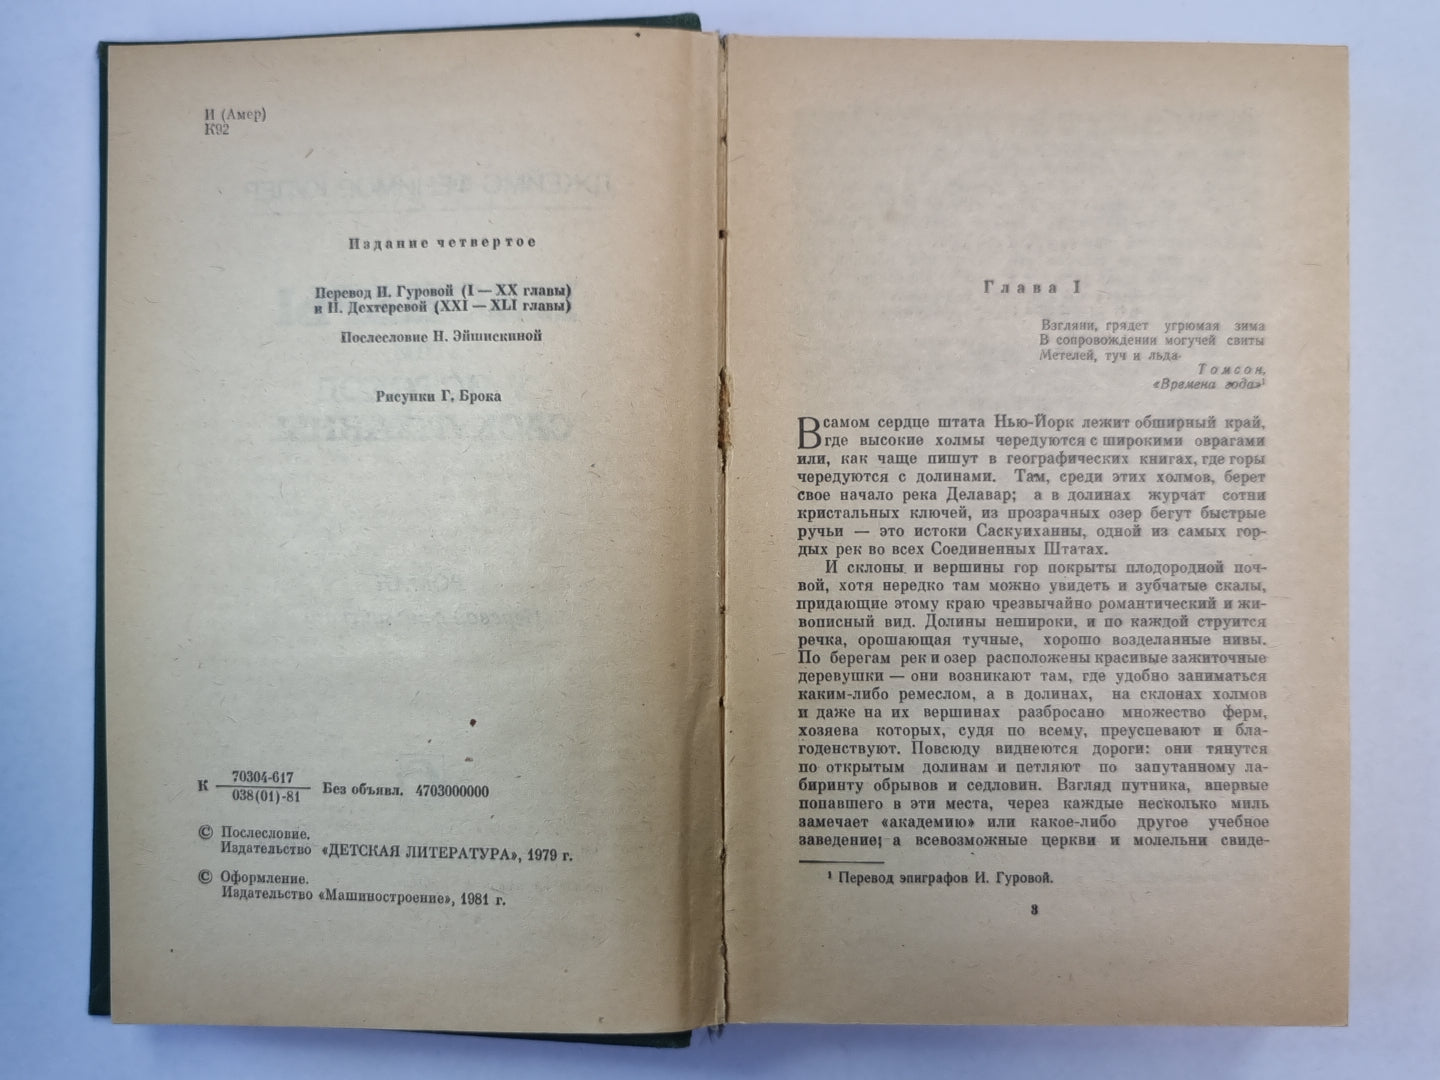 И (Амер)
К92
Издание четвертое
Перевод И. Гуровой (I — XX главы)
и Н. Дехтеревой (XXI — XLI главы)
Послесловие Н. Эйшискиной
Рисунки Г. Брока
К 70304-617
038(01)-81 Без объявл. 4703000000
© Послесловие.
Издательство «ДЕТСКАЯ ЛИТЕРАТУРА», 1979 г.
© Оформление.
Издательство «Машиностроение», 1981 г.
Глава I
Взгляни, грядет угрюмая зима
В сопровождении могучей свиты
Метелей, туч и льда.
Томсон,
«Времена года»¹
В самом сердце штата Нью-Йорк лежит обширный край,
где высокие холмы чередуются с широкими оврагами
или, как чаще пишут в географических книгах, где горы
чередуются с долинами. Там, среди этих холмов, берет
свое начало река Делавар; а в долинах журчат сотни
кристальных ключей, из прозрачных озер бегут быстрые
ручьи — это истоки Саскуиханны, одной из самых гор-
дых рек во всех Соединенных Штатах.
И склоны и вершины гор покрыты плодородной поч-
вой, хотя нередко там можно увидеть и зубчатые скалы,
придающие этому краю чрезвычайно романтический и жи-
вописный вид. Долины нешироки, и по каждой струится
речка, орошающая тучные, хорошо возделанные нивы.
По берегам рек и озер расположены красивые зажиточные
деревушки — они возникают там, где удобно заниматься
каким-либо ремеслом, а в долинах, на склонах холмов
и даже на их вершинах разбросано множество ферм,
хозяева которых, судя по всему, преуспевают и бла-
годенствуют. Повсюду виднеются дороги: они тянутся
по открытым долинам и петляют по запутанному ла-
биринту обрывов и седловин. Взгляд путника, впервые
попавшего в эти места, через каждые несколько миль
замечает «академию» или какое-либо другое учебное
заведение; а всевозможные церкви и молельни свиде-
¹ Перевод эпиграфов И. Гуровой.
3